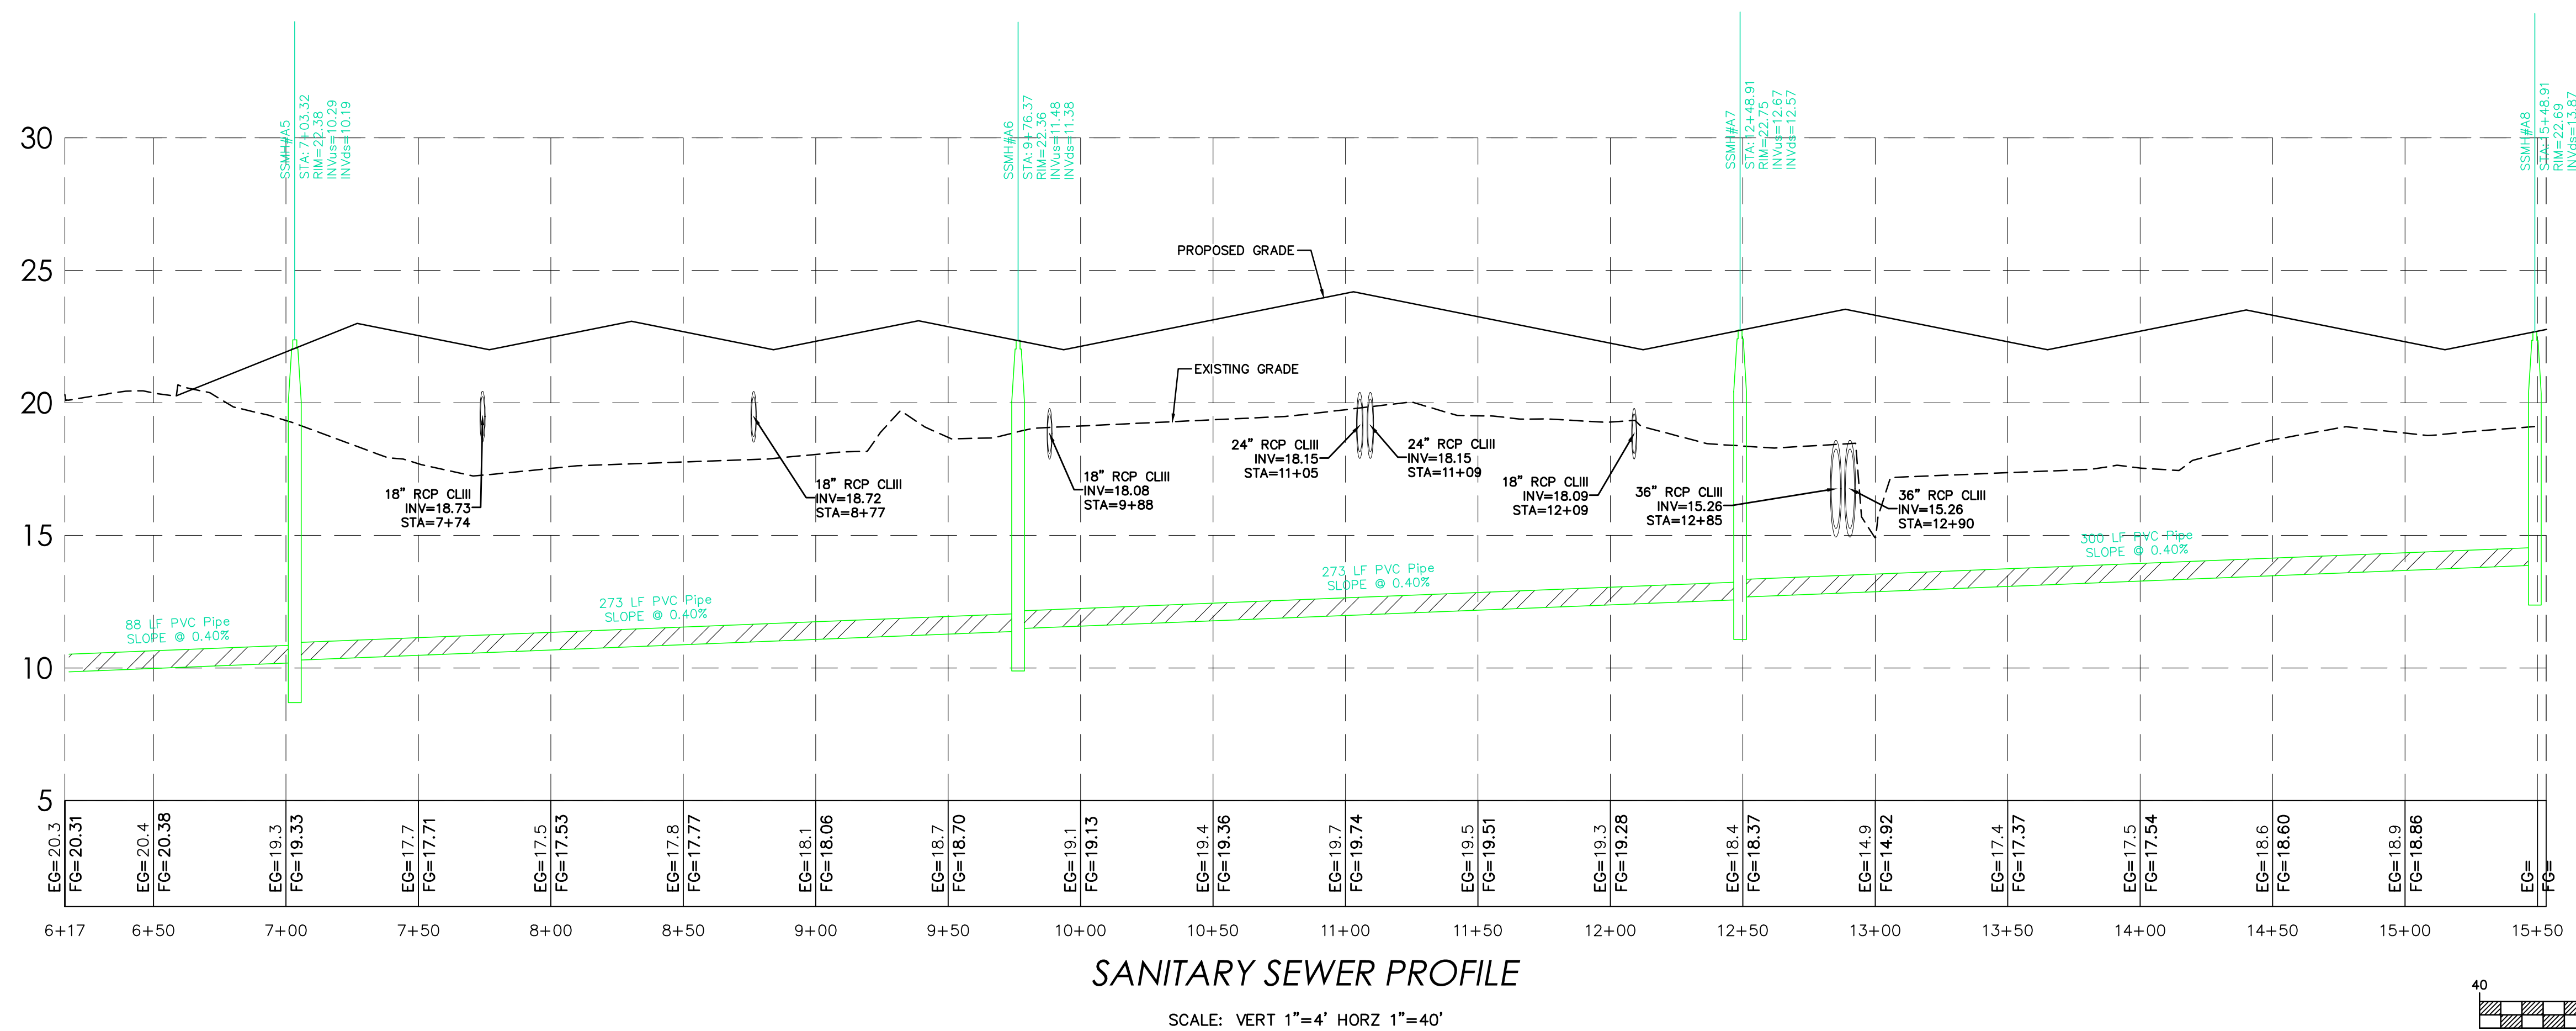 SSMH#A5
STA: 7+03.32
RIM=22.38
INVus=10.29
INVds=10.19
SSMH#A6
STA: 9+76.37
RIM=22.36
INVus=11.48
INVds=11.38
SSMH#A7
STA: 12+48.91
RIM=22.75
INVus=12.67
INVds=12.57
SSMH#A8
5+48.91
RIM=22.69
INVds=13.87
30
25
20
15
10
5
PROPOSED GRADE
EXISTING GRADE
18" RCP CLIII
INV=18.73
STA=7+74
18" RCP CLIII
INV=18.72
STA=8+77
18" RCP CLIII
INV=18.08
STA=9+88
24" RCP CLIII
INV=18.15
STA=11+05
24" RCP CLIII
INV=18.15
STA=11+09
18" RCP CLIII
INV=18.09
STA=12+09
36" RCP CLIII
INV=15.26
STA=12+85
36" RCP CLIII
INV=15.26
STA=12+90
88 LF PVC Pipe
SLOPE @ 0.40%
273 LF PVC Pipe
SLOPE @ 0.40%
273 LF PVC Pipe
SLOPE @ 0.40%
300 LF PVC Pipe
SLOPE @ 0.40%
EG=20.3
FG=20.31
EG=20.4
FG=20.38
EG=19.3
FG=19.33
EG=17.7
FG=17.71
EG=17.5
FG=17.53
EG=17.8
FG=17.77
EG=18.1
FG=18.06
EG=18.7
FG=18.70
EG=19.1
FG=19.13
EG=19.4
FG=19.36
EG=19.7
FG=19.74
EG=19.5
FG=19.51
EG=19.3
FG=19.28
EG=18.4
FG=18.37
EG=14.9
FG=14.92
EG=17.4
FG=17.37
EG=17.5
FG=17.54
EG=18.6
FG=18.60
EG=18.9
FG=18.86
EG=
FG=
6+17 6+50 7+00 7+50 8+00 8+50 9+00 9+50 10+00 10+50 11+00 11+50 12+00 12+50 13+00 13+50 14+00 14+50 15+00 15+50
SANITARY SEWER PROFILE
SCALE: VERT 1"=4' HORZ 1"=40'
40